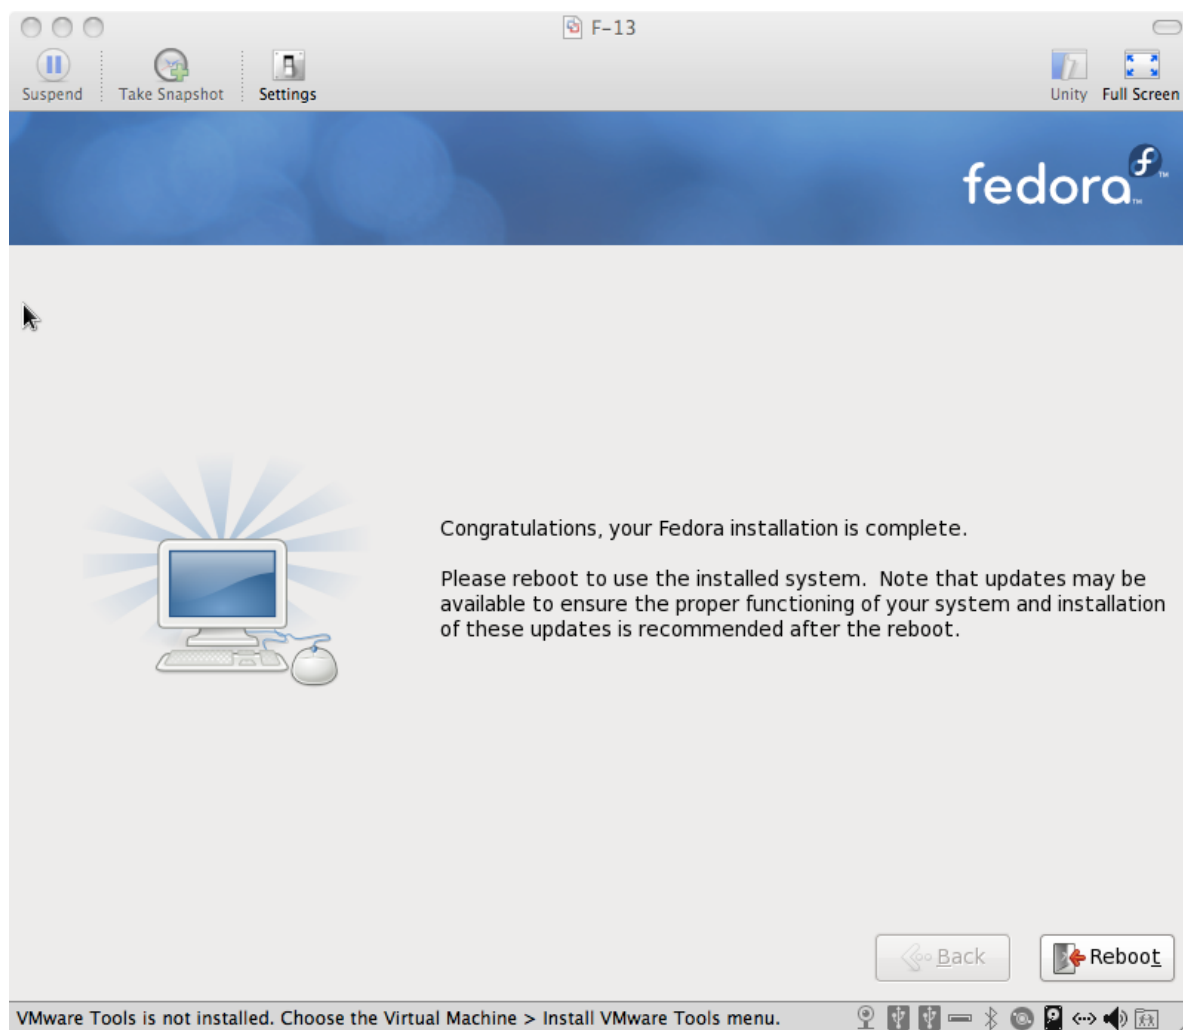 F-13
Suspend
Take Snapshot
Settings
Unity
Full Screen
fedora™
Congratulations, your Fedora installation is complete.
Please reboot to use the installed system. Note that updates may be
available to ensure the proper functioning of your system and installation
of these updates is recommended after the reboot.
Back
Reboot
VMware Tools is not installed. Choose the Virtual Machine > Install VMware Tools menu.